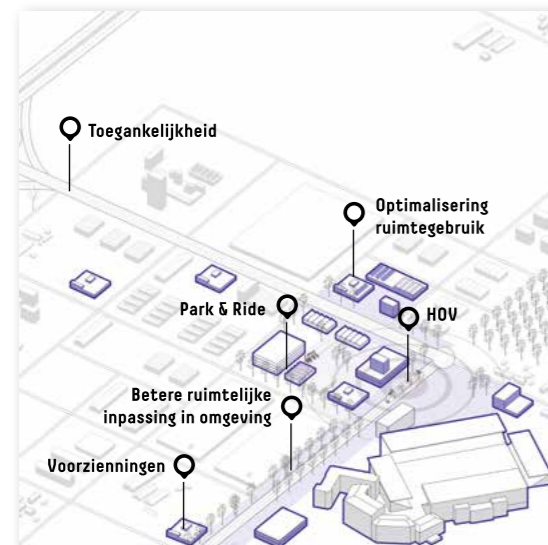 Toegankelijkheid
Optimalisering
ruimtegebruik
Park & Ride
HOV
Betere ruimtelijke
inpassing in omgeving
Voorzienningen